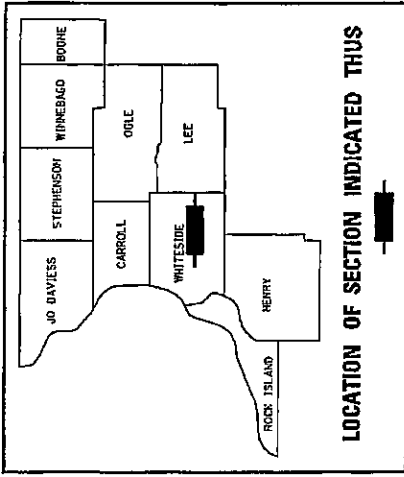 JO DAVIESS
STEPHENSON
WINNEBAGO
BOONE
CARROLL
OGLE
WHITESIDE
LEE
ROCK ISLAND
HENRY
LOCATION OF SECTION INDICATED THUS